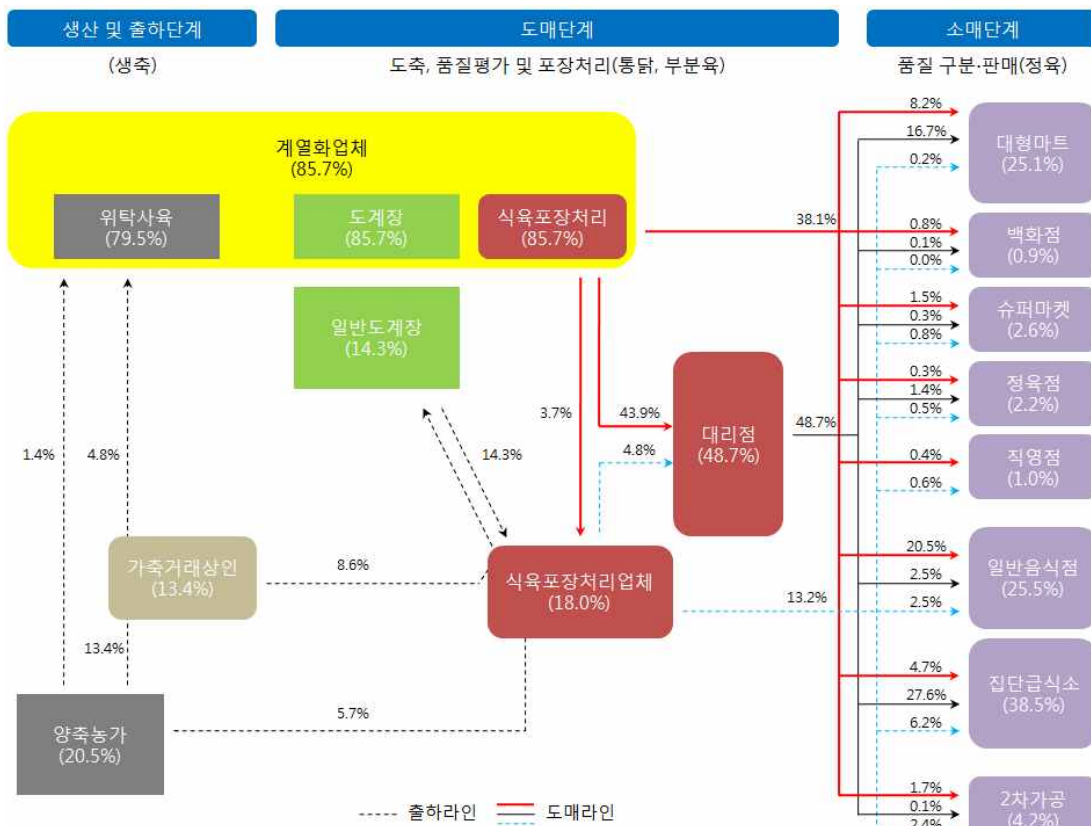 생산 및 출하단계
도매단계
소매단계
(생축)
도축, 품질평가 및 포장처리(통닭, 부분육)
품질 구분·판매(정육)
계열화업체
(85.7%)
위탁사육
(79.5%)
도계장
(85.7%)
식육포장처리
(85.7%)
38.1%
일반도계장
(14.3%)
1.4%
4.8%
14.3%
3.7%
43.9%
4.8%
대리점
(48.7%)
48.7%
가축거래상인
(13.4%)
8.6%
식육포장처리업체
(18.0%)
13.2%
13.4%
양축농가
(20.5%)
5.7%
8.2%
16.7%
0.2%
대형마트
(25.1%)
0.8%
0.1%
0.0%
백화점
(0.9%)
1.5%
0.3%
0.8%
슈퍼마켓
(2.6%)
0.3%
1.4%
0.5%
정육점
(2.2%)
0.4%
0.6%
직영점
(1.0%)
20.5%
2.5%
2.5%
일반음식점
(25.5%)
4.7%
27.6%
6.2%
집단급식소
(38.5%)
1.7%
0.1%
2.4%
2차가공
(4.2%)
출하라인
도매라인